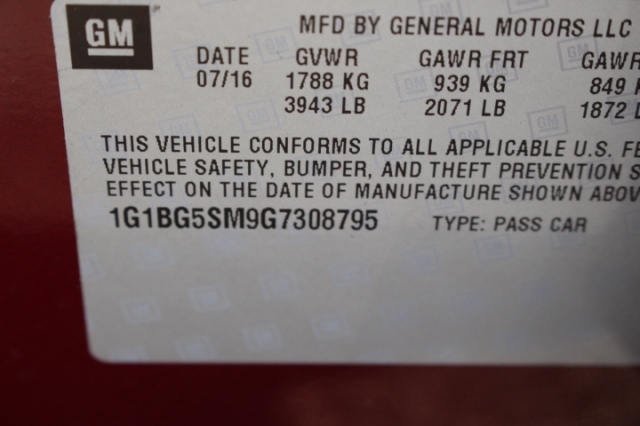 GM
MFD BY GENERAL MOTORS LLC
DATE GVWR GAWR FRT GAWR
07/16 1788 KG 939 KG 849
3943 LB 2071 LB 1872
THIS VEHICLE CONFORMS TO ALL APPLICABLE U.S.
VEHICLE SAFETY, BUMPER, AND THEFT PREVENTION
EFFECT ON THE DATE OF MANUFACTURE SHOWN
1G1BG5SM9G7308795 TYPE: PASS CAR